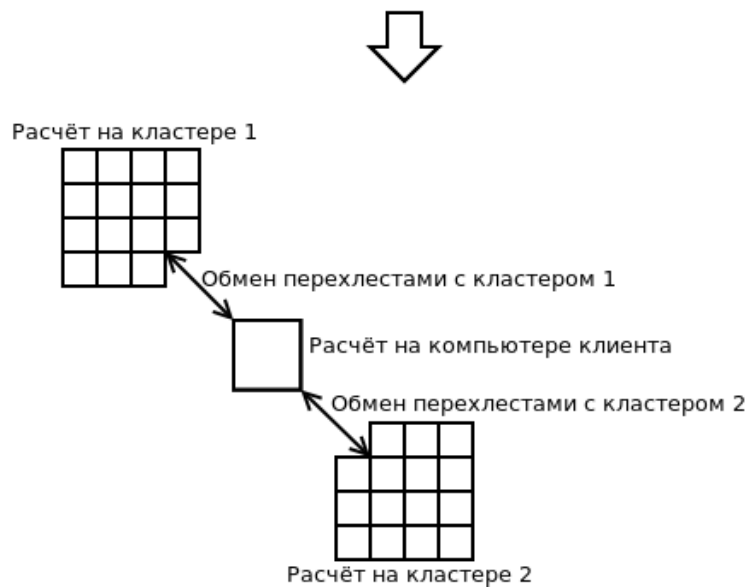 Расчёт на кластере 1
Обмен перехлестами с кластером 1
Расчёт на компьютере клиента
Обмен перехлестами с кластером 2
Расчёт на кластере 2